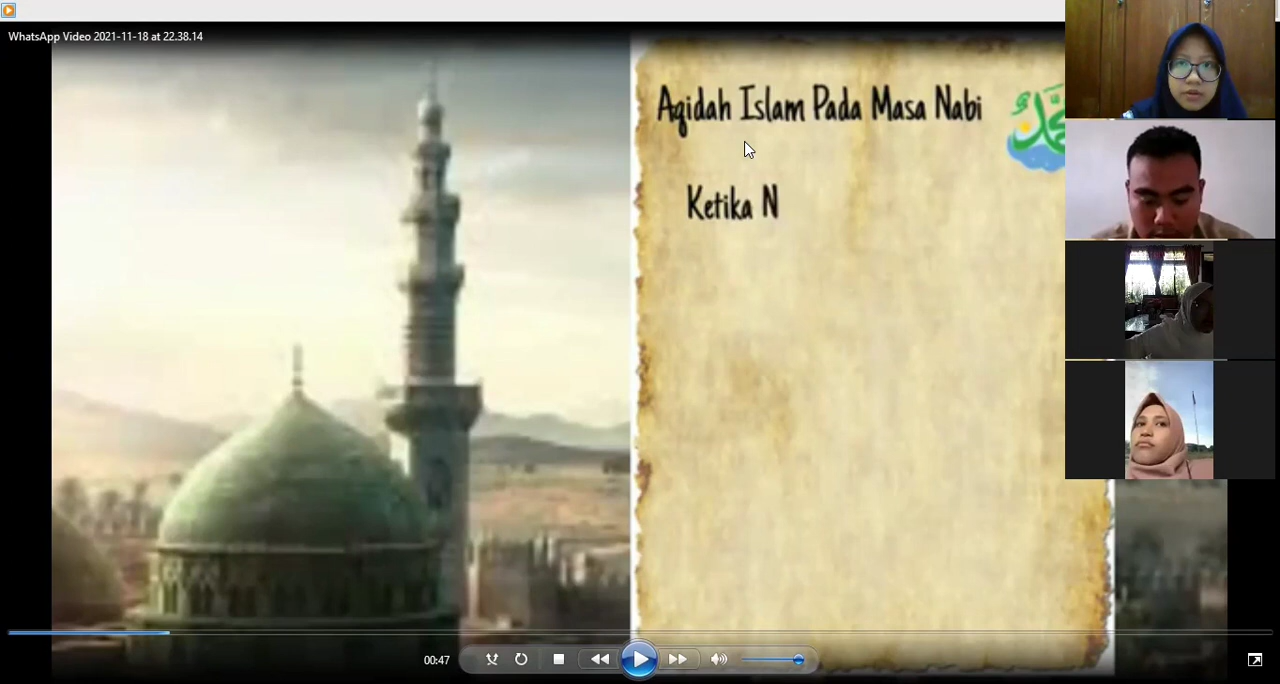 WhatsApp Video 2021-11-18 at 22.38.14
Aqidah Islam Pada Masa Nabi
Ketika N
00:47